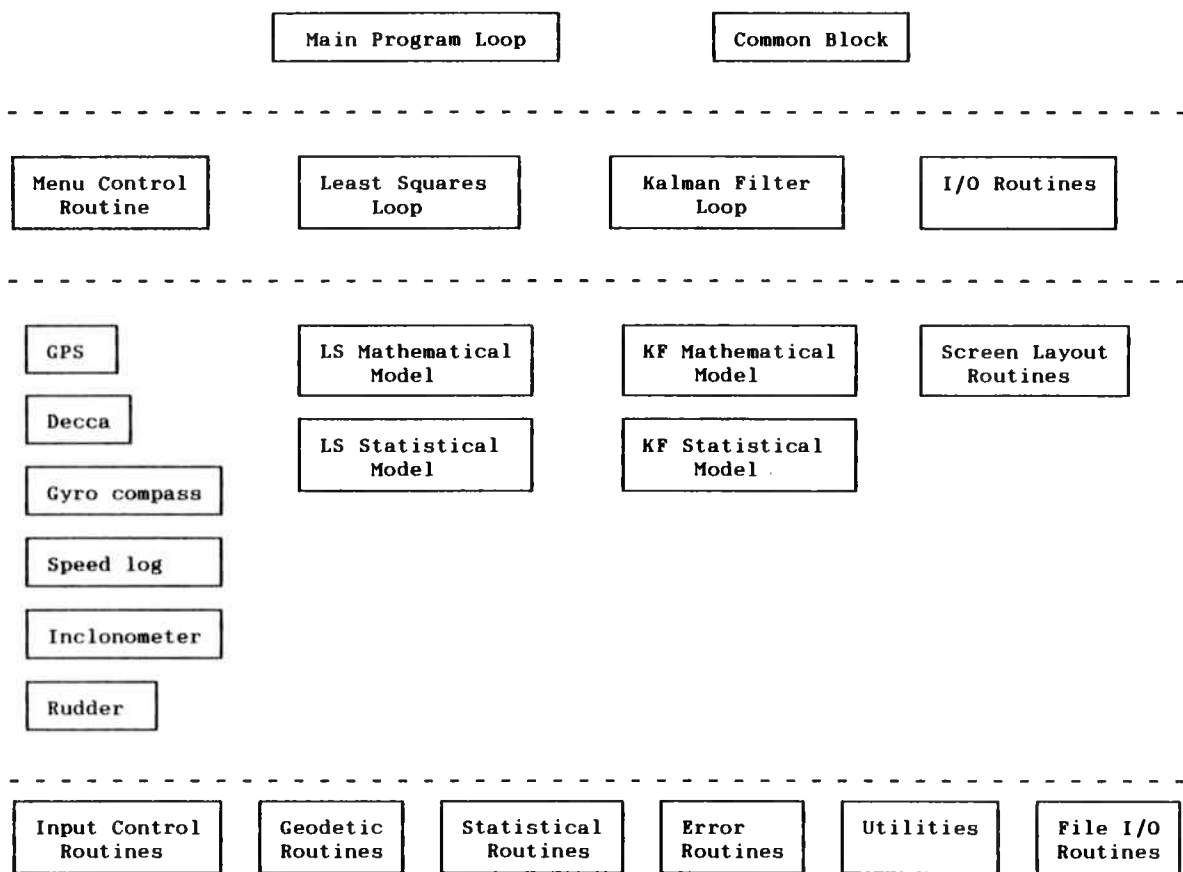 Main Program Loop
Common Block
Menu Control
Routine
Least Squares
Loop
Kalman Filter
Loop
I/O Routines
GPS
Decca
Gyro compass
Speed log
Inclonometer
Rudder
LS Mathematical
Model
LS Statistical
Model
KF Mathematical
Model
KF Statistical
Model
Screen Layout
Routines
Input Control
Routines
Geodetic
Routines
Statistical
Routines
Error
Routines
Utilities
File I/O
Routines